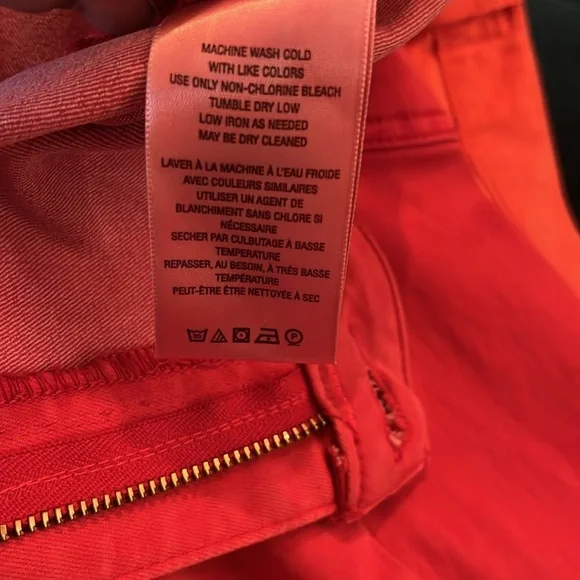 MACHINE WASH COLD
WITH LIKE COLORS
USE ONLY NON-CHLORINE BLEACH
TUMBLE DRY LOW
LOW IRON AS NEEDED
MAY BE DRY CLEANED
LAVER À LA MACHINE À L'EAU FROIDE
AVEC COULEURS SIMILAIRES
UTILISER UN AGENT DE
BLANCHIMENT SANS CHLORE SI
NÉCESSAIRE
SECHER PAR CULBUTAGE À BASSE
TEMPERATURE
REPASSER, AU BESOIN, À TRÈS BASSE
TEMPÉRATURE
PEUT-ÊTRE ÊTRE NETTOYÉE À SEC